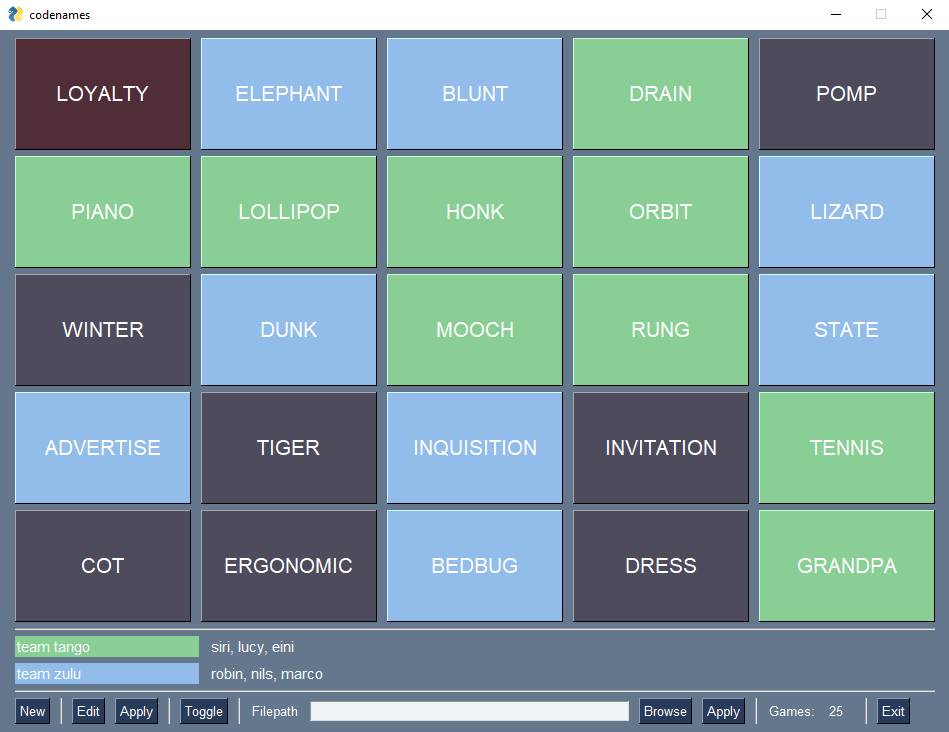 codenames
LOYALTY ELEPHANT BLUNT DRAIN POMP
PIANO LOLLIPOP HONK ORBIT LIZARD
WINTER DUNK MOOCH RUNG STATE
ADVERTISE TIGER INQUISITION INVITATION TENNIS
COT ERGONOMIC BEDBUG DRESS GRANDPA
team tango siri, lucy, eini
team zulu robin, nils, marco
New Edit Apply Toggle Filepath Browse Apply Games: 25 Exit